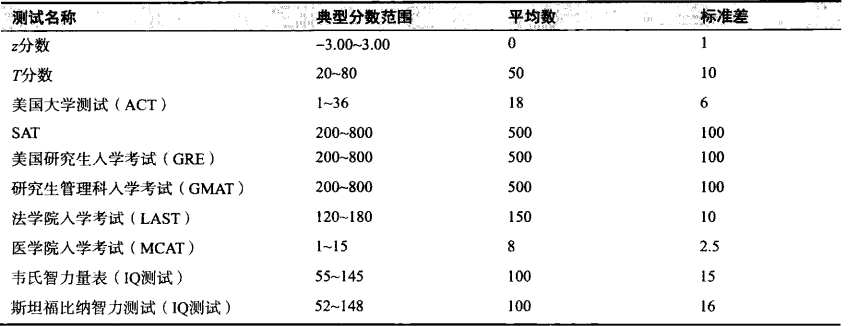 测试名称 典型分数范围 平均数 标准差
z分数 −3.00~3.00 0 1
T分数 20~80 50 10
美国大学测试（ACT） 1~36 18 6
SAT 200~800 500 100
美国研究生入学考试（GRE） 200~800 500 100
研究生管理科入学考试（GMAT） 200~800 500 100
法学院入学考试（LAST） 120~180 150 10
医学院入学考试（MCAT） 1~15 8 2.5
韦氏智力量表（IQ测试） 55~145 100 15
斯坦福比纳智力测试（IQ测试） 52~148 100 16